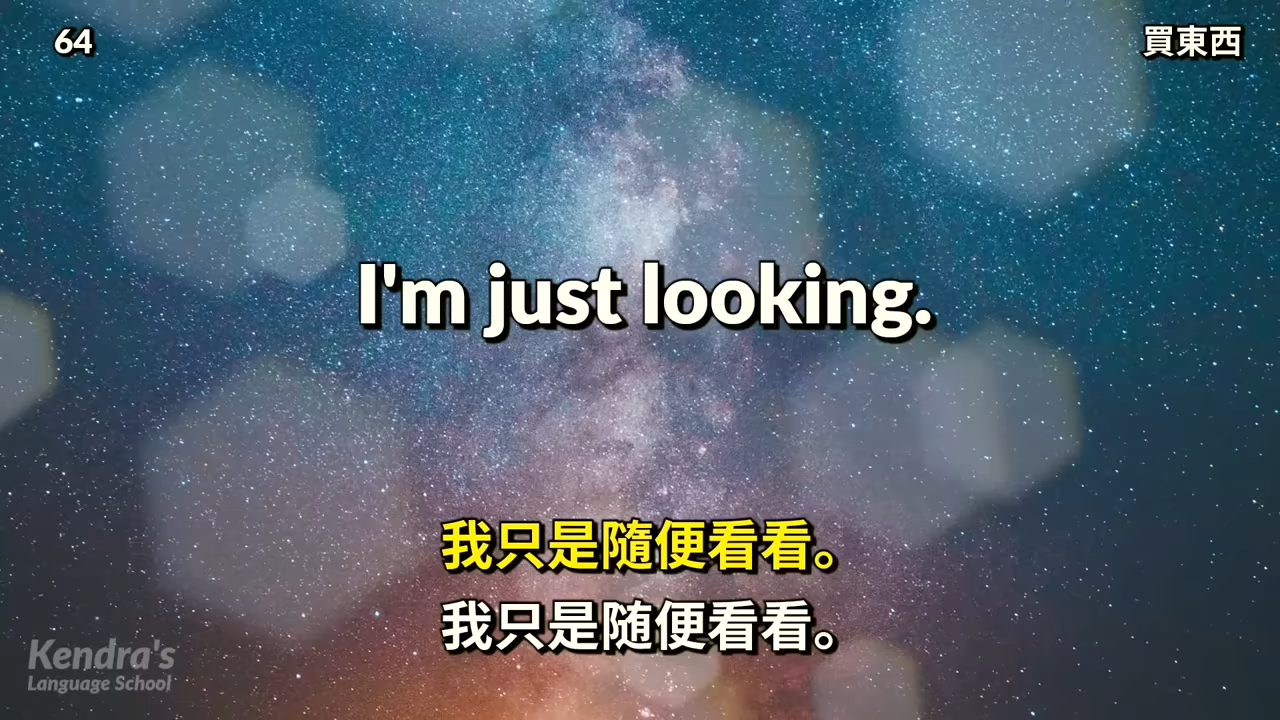 64
買東西
I'm just looking.
我只是隨便看看。
我只是随便看看。
Kendra's
Language School